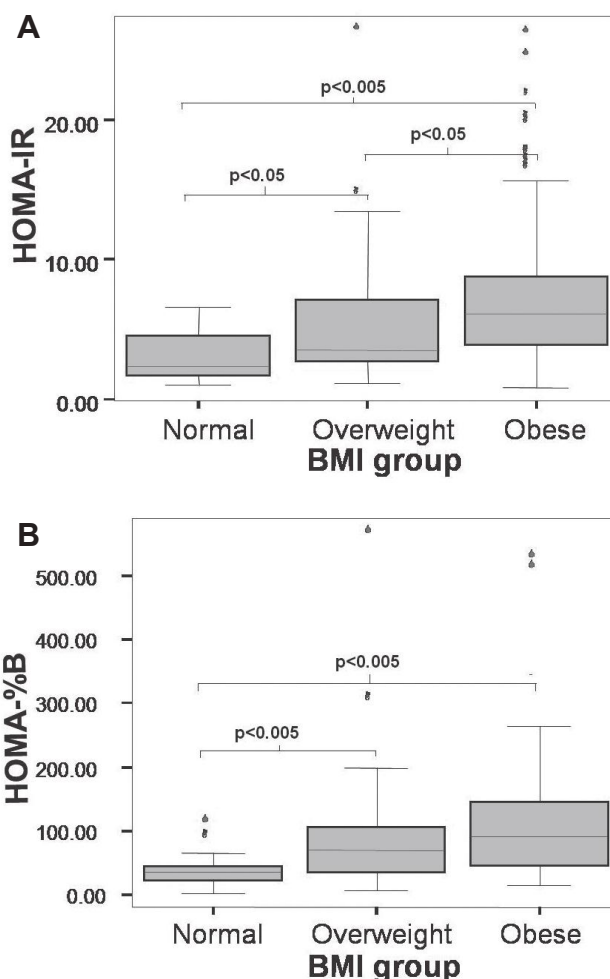 A
HOMA-IR
20.00
10.00
0.00
p<0.005
p<0.05
p<0.05
Normal Overweight Obese
BMI group
B
HOMA-%B
500.00
400.00
300.00
200.00
100.00
0.00
p<0.005
p<0.005
Normal Overweight Obese
BMI group